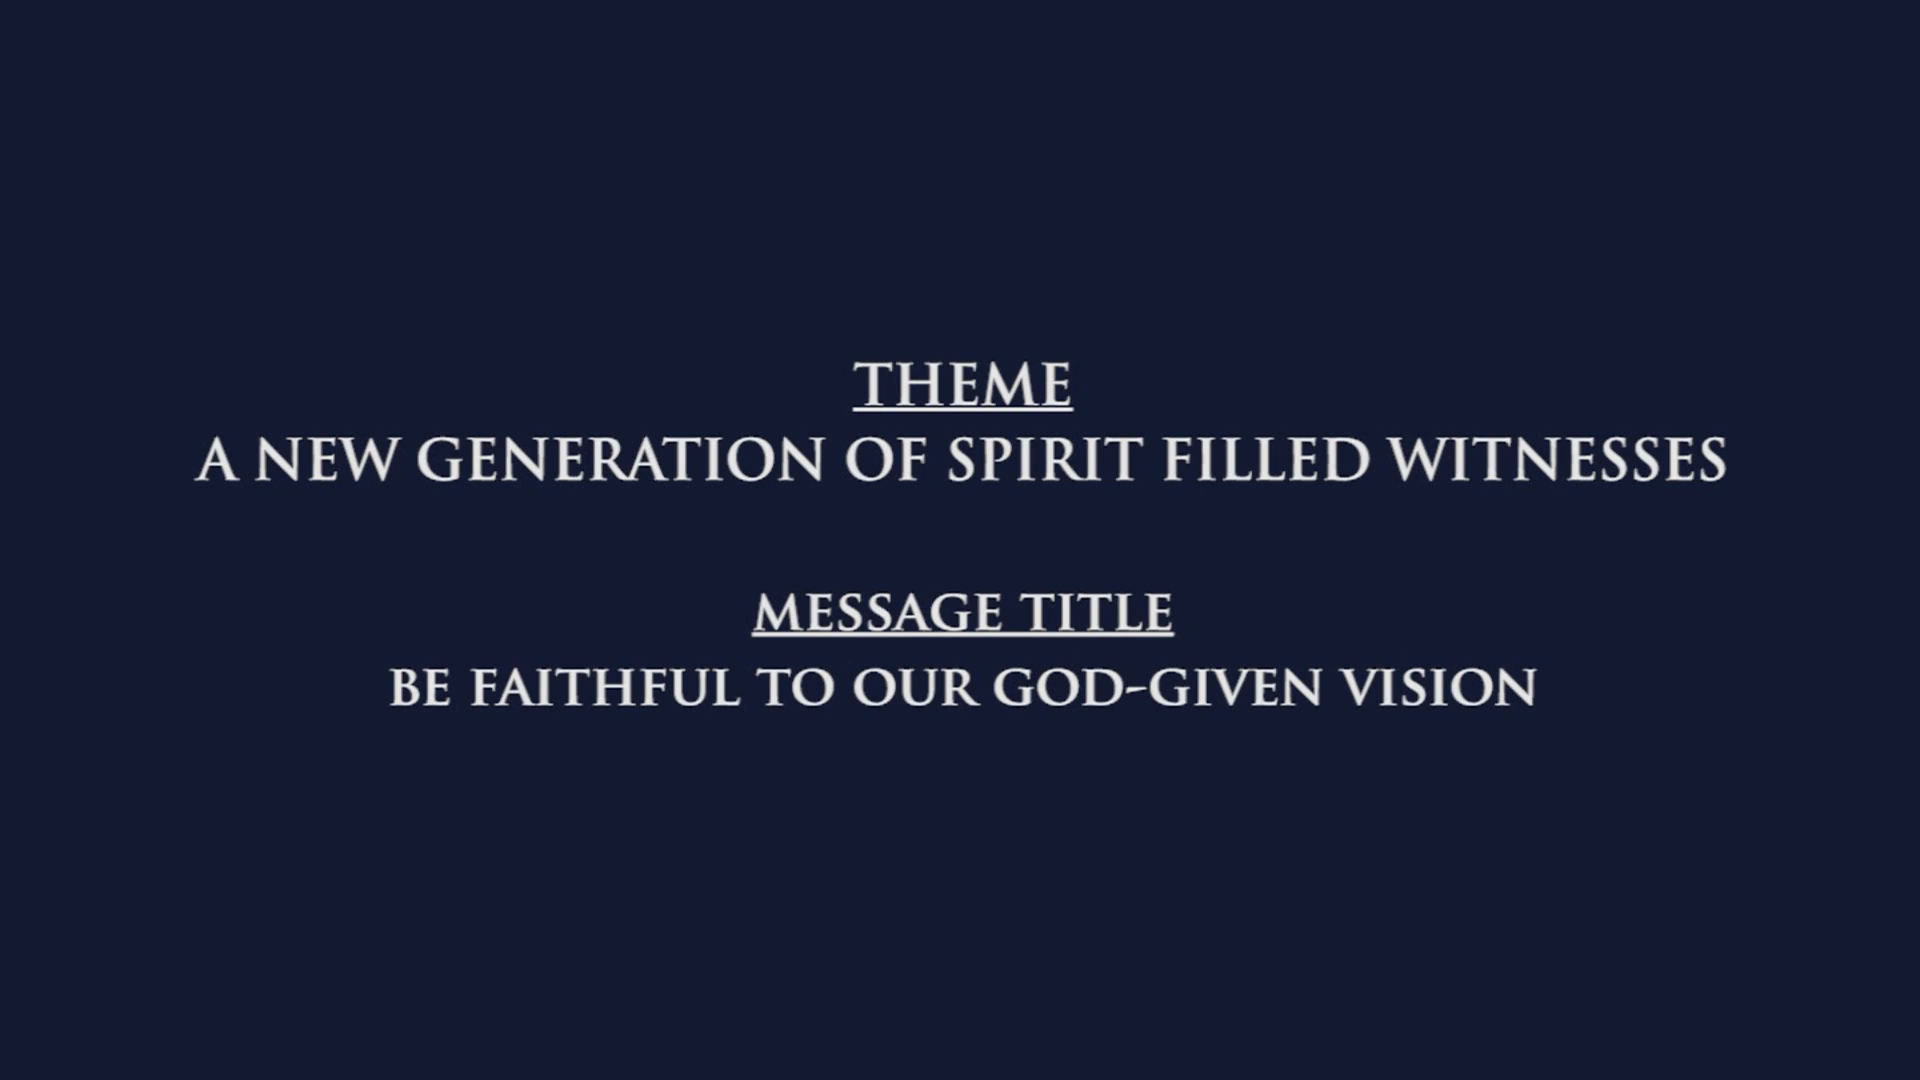 THEME
A NEW GENERATION OF SPIRIT FILLED WITNESSES
MESSAGE TITLE
BE FAITHFUL TO OUR GOD-GIVEN VISION